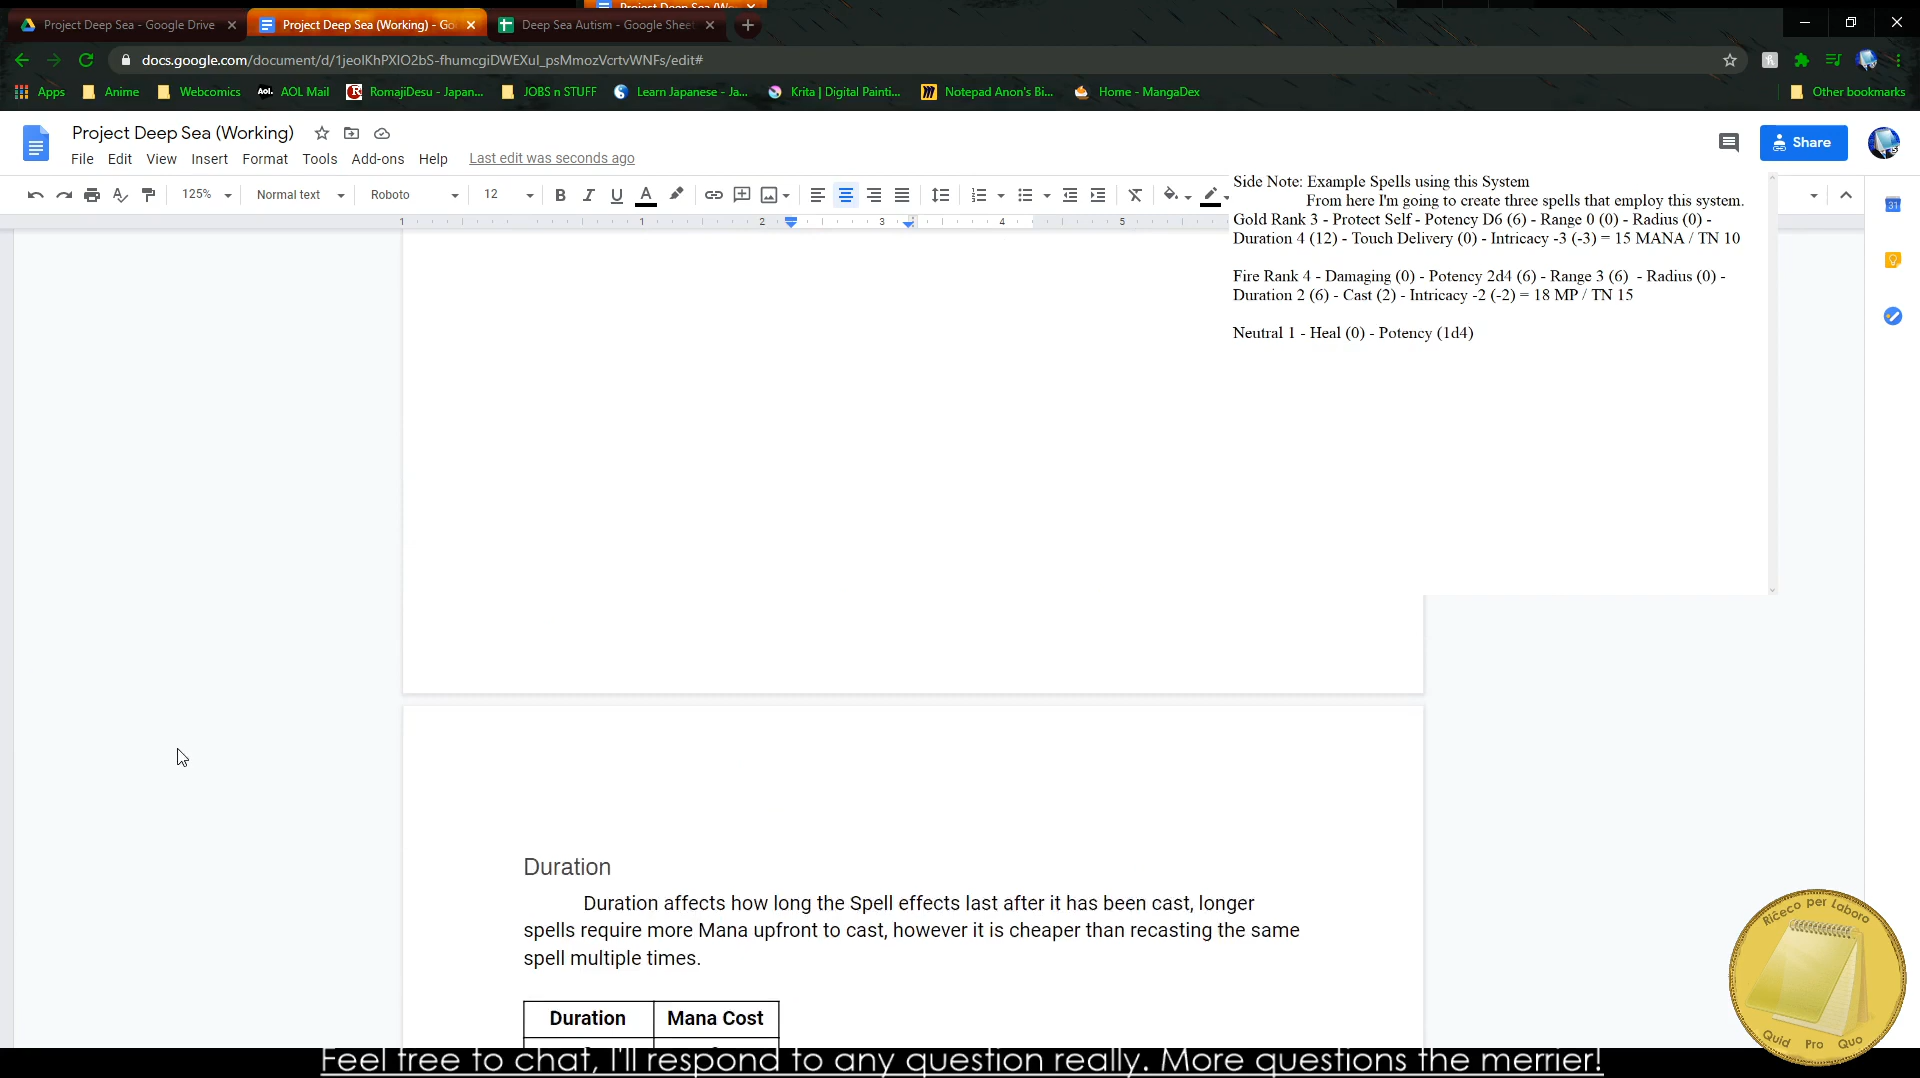 Project Deep Sea - Google Drive
Project Deep Sea (Working) - Go
Deep Sea Autism - Google Sheet
docs.google.com/document/d/1jeolKhPXIO2bS-fhumcgiDWEXul_psMmozVcrtvWNFs/edit#
Apps
Anime
Webcomics
Aol.
AOL Mail
RomajiDesu - Japan...
JOBS n STUFF
Learn Japanese - Ja...
Krita | Digital Painti...
Notepad Anon's Bi...
Home - MangaDex
Other bookmarks
Project Deep Sea (Working)
File Edit View Insert Format Tools Add-ons Help Last edit was seconds ago
Share
125% Normal text Roboto 12 B I U A
1 1 2 3 4 5
31
Side Note: Example Spells using this System
From here I'm going to create three spells that employ this system.
Gold Rank 3 - Protect Self - Potency D6 (6) - Range 0 (0) - Radius (0) -
Duration 4 (12) - Touch Delivery (0) - Intricacy -3 (-3) = 15 MANA / TN 10
Fire Rank 4 - Damaging (0) - Potency 2d4 (6) - Range 3 (6) - Radius (0) -
Duration 2 (6) - Cast (2) - Intricacy -2 (-2) = 18 MP / TN 15
Neutral 1 - Heal (0) - Potency (1d4)
Duration
Duration affects how long the Spell effects last after it has been cast, longer
spells require more Mana upfront to cast, however it is cheaper than recasting the same
spell multiple times.
Duration Mana Cost
Riceco per Laboro
Quid Pro Quo
Feel free to chat, I'll respond to any question really. More questions the merrier!